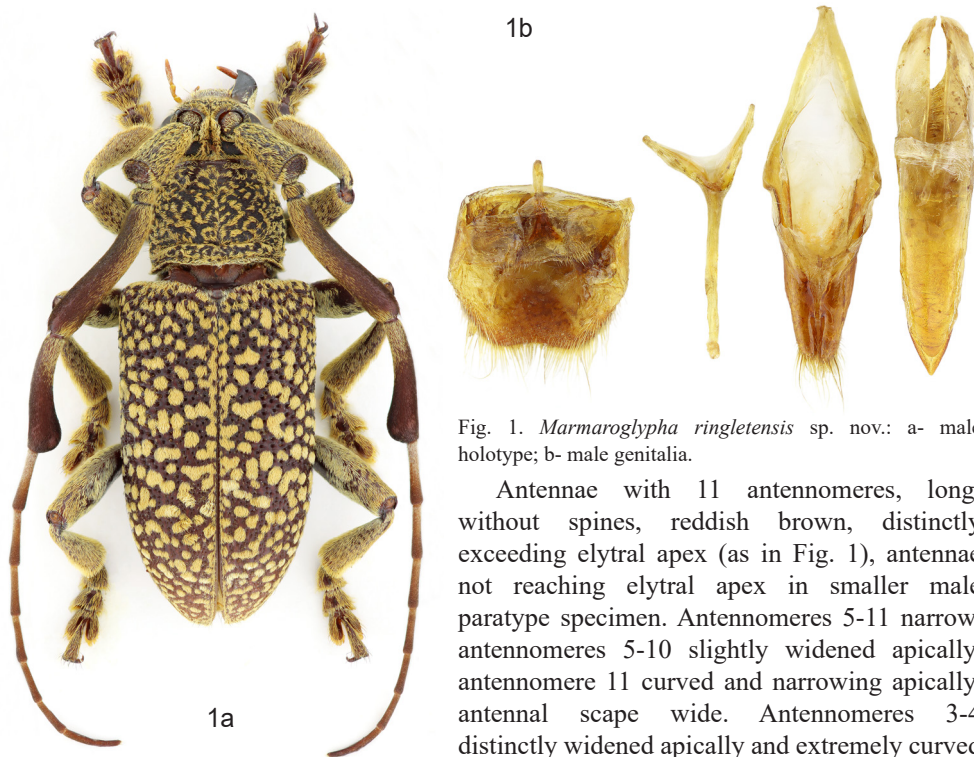 1b
1a
Fig. 1. Marmaroglypha ringletensis sp. nov.: a- male
holotype; b- male genitalia.
Antennae with 11 antennomeres, long
without spines, reddish brown, distinctly
exceeding elytral apex (as in Fig. 1), antennae
not reaching elytral apex in smaller male
paratype specimen. Antennomeres 5-11 narrow
antennomeres 5-10 slightly widened apically
antennomere 11 curved and narrowing apically
antennal scape wide. Antennomeres 3-4
distinctly widened apically and extremely curved